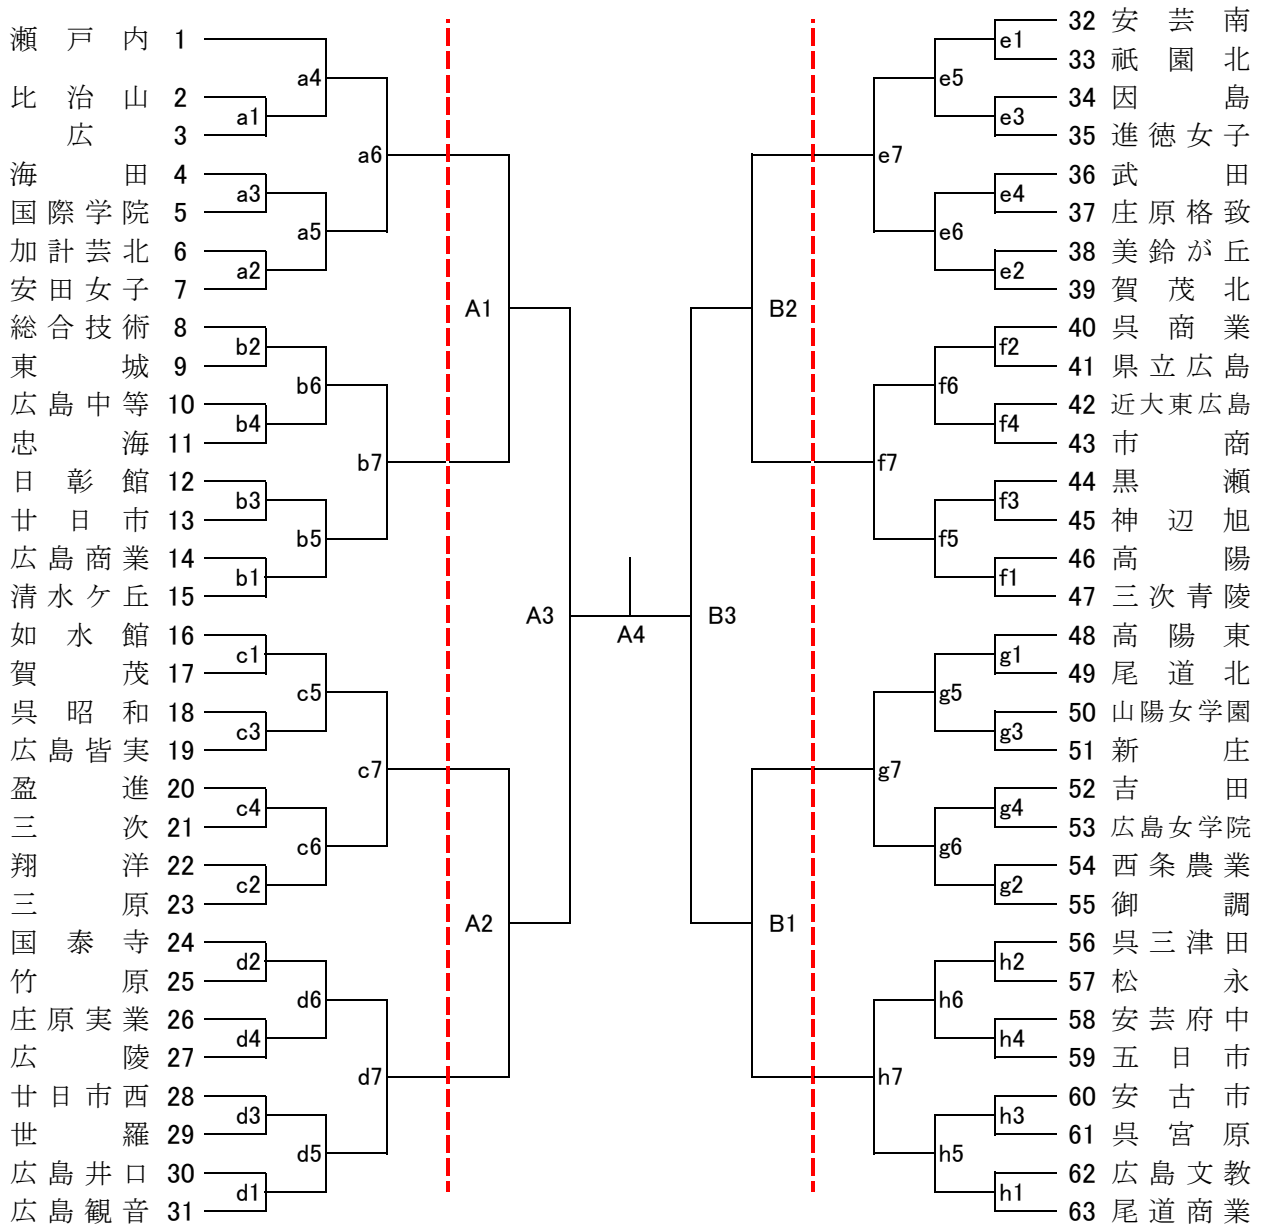 瀬戸内 1
比治山 2
広 3
海田 4
国際学院 5
加計芸北 6
安田女子 7
総合技術 8
東城 9
広島中等 10
忠海 11
日彰館 12
廿日市 13
広島商業 14
清水ケ丘 15
如水館 16
賀茂 17
呉昭和 18
広島皆実 19
盈進 20
三次 21
翔洋 22
三原 23
国泰寺 24
竹原 25
庄原実業 26
広陵 27
廿日市西 28
世羅 29
広島井口 30
広島観音 31
a1
a3
a2
b2
b4
b3
b1
c1
c3
c4
c2
d2
d4
d3
d1
a4
a5
b6
b5
c5
c6
d6
d5
a6
b7
c7
d7
A1
A2
A3
A4
B3
B2
B1
e7
f7
g7
h7
e5
e6
f6
f5
g5
g6
h6
h5
e1
e3
e4
e2
f2
f4
f3
f1
g1
g3
g4
g2
h2
h4
h3
h1
32 安芸南
33 祇園北
34 因島
35 進徳女子
36 武田
37 庄原格致
38 美鈴が丘
39 賀茂北
40 呉商業
41 県立広島
42 近大東広島
43 市商
44 黒瀬
45 神辺旭
46 高陽
47 三次青陵
48 高陽東
49 尾道北
50 山陽女学園
51 新庄
52 吉田
53 広島女学院
54 西条農業
55 御調
56 呉三津田
57 松永
58 安芸府中
59 五日市
60 安古市
61 呉宮原
62 広島文教
63 尾道商業